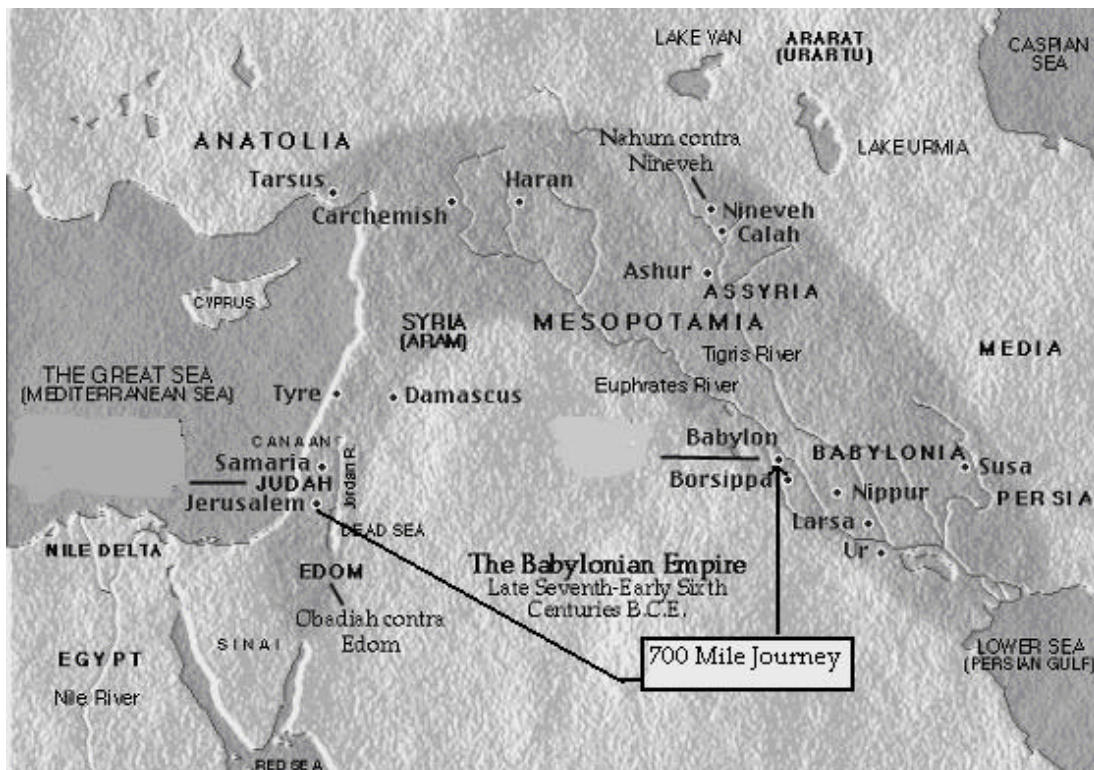 LAKE VAN
ARARAT
(URARTU)
CASPIAN
SEA
ANATOLIA
Nahum contra
Nineveh
LAKE URMIA
Tarsus
Haran
Carchemish
Nineveh
Calah
Ashur
ASSYRIA
CYPRUS
SYRIA
(ARAM)
MESOPOTAMIA
MEDIA
Tigris River
THE GREAT SEA
(MEDITERRANEAN SEA)
Euphrates River
Tyre
Damascus
CANAAN
Samaria
JUDAH
Jerusalem
Jordan R.
DEAD SEA
Babylon
BABYLONIA
Borsippa
Susa
Nippur
PERSIA
Larsa
Ur
NILE DELTA
EDOM
The Babylonian Empire
Late Seventh-Early Sixth
Centuries B.C.E.
Obadiah contra
Edom
SINAI
EGYPT
Nile River
700 Mile Journey
LOWER SEA
(PERSIAN GULF)
RED SEA